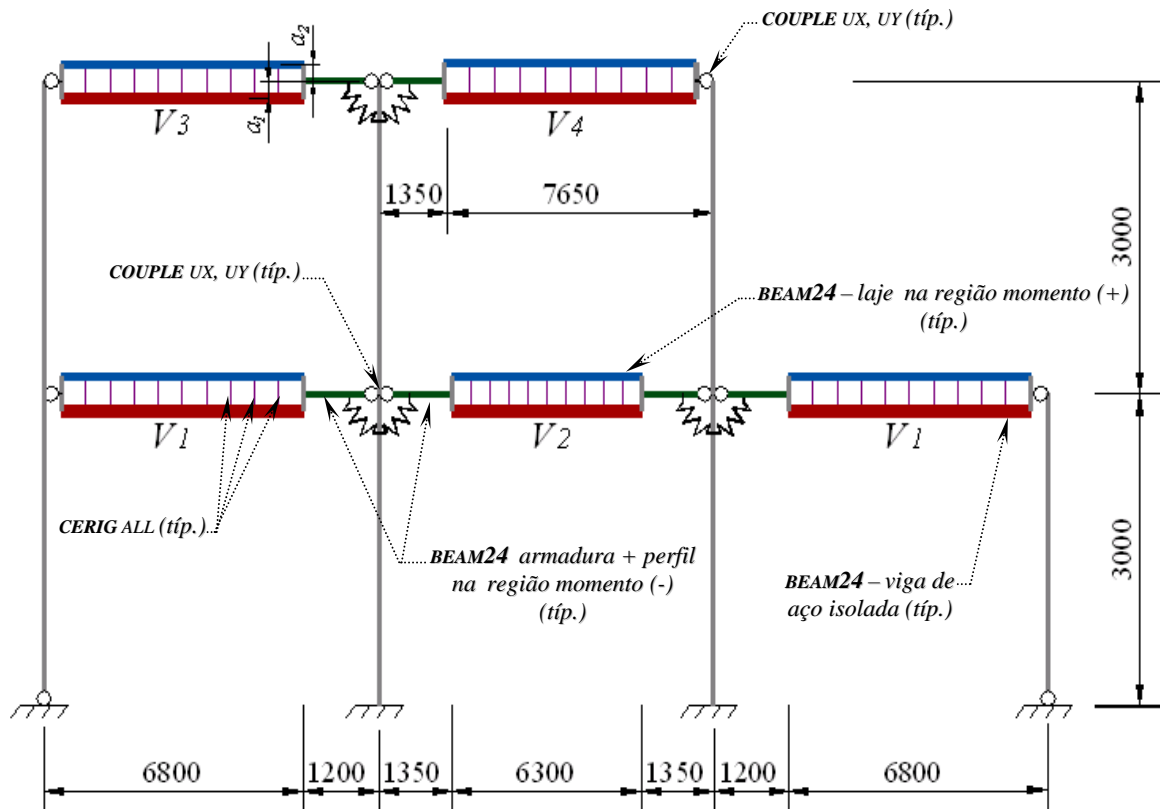 COUPLE UX, UY (típ.)
a2
a1
V3
V4
1350
7650
3000
COUPLE UX, UY (típ.)
BEAM24 – laje na região momento (+)
(típ.)
V1
V2
V1
CERIG ALL (típ.)
BEAM24 armadura + perfil
na região momento (-)
(típ.)
BEAM24 – viga de
aço isolada (típ.)
3000
6800
1200
1350
6300
1350
1200
6800